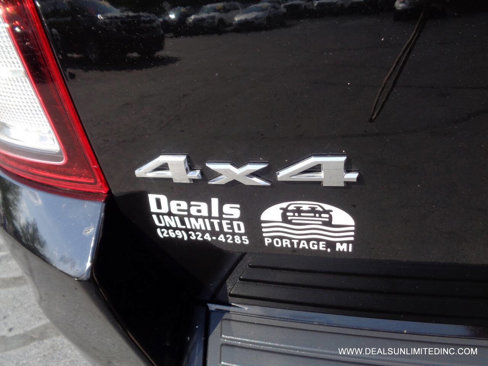 4x4
Deals
UNLIMITED
(269) 324-4285
PORTAGE, MI
WWW.DEALSUNLIMITEDINC.COM